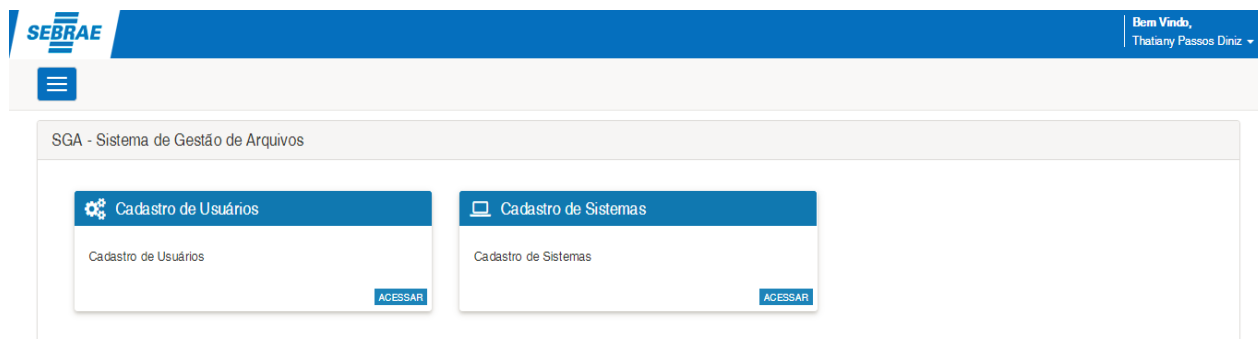 SEBRAE
Bem Vindo,
Thatiany Passos Diniz
SGA - Sistema de Gestão de Arquivos
Cadastro de Usuários
Cadastro de Usuários
ACESSAR
Cadastro de Sistemas
Cadastro de Sistemas
ACESSAR